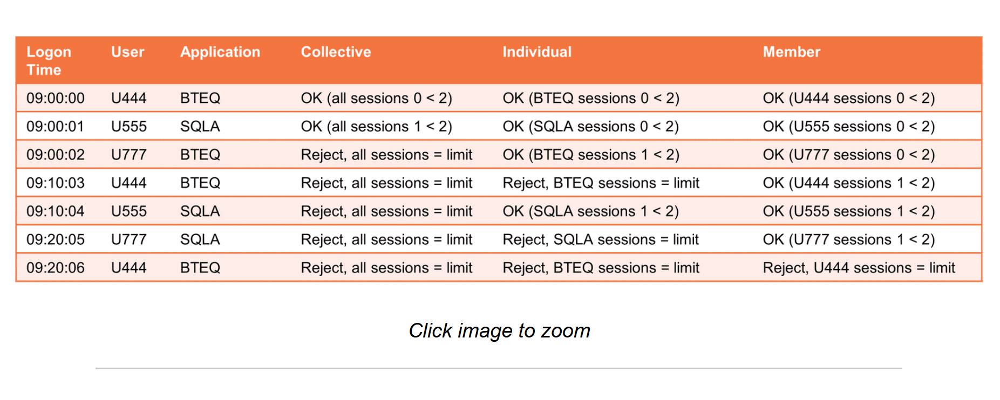 Logon Time User Application Collective Individual Member
09:00:00 U444 BTEQ OK (all sessions 0 < 2) OK (BTEQ sessions 0 < 2) OK (U444 sessions 0 < 2)
09:00:01 U555 SQLA OK (all sessions 1 < 2) OK (SQLA sessions 0 < 2) OK (U555 sessions 0 < 2)
09:00:02 U777 BTEQ Reject, all sessions = limit OK (BTEQ sessions 1 < 2) OK (U777 sessions 0 < 2)
09:10:03 U444 BTEQ Reject, all sessions = limit Reject, BTEQ sessions = limit OK (U444 sessions 1 < 2)
09:10:04 U555 SQLA Reject, all sessions = limit OK (SQLA sessions 1 < 2) OK (U555 sessions 1 < 2)
09:20:05 U777 SQLA Reject, all sessions = limit Reject, SQLA sessions = limit OK (U777 sessions 1 < 2)
09:20:06 U444 BTEQ Reject, all sessions = limit Reject, BTEQ sessions = limit Reject, U444 sessions = limit
Click image to zoom